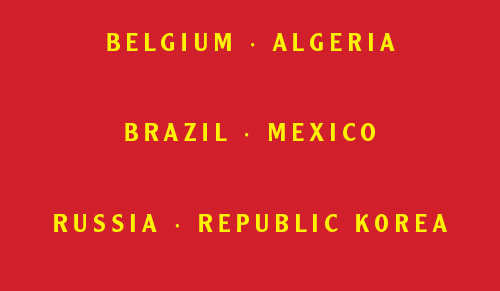 BELGIUM · ALGERIA
BRAZIL · MEXICO
RUSSIA · REPUBLIC KOREA